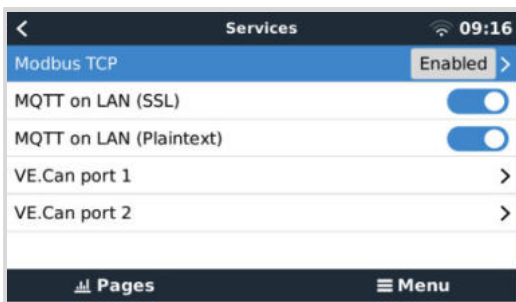 Services 09:16
Modbus TCP Enabled
MQTT on LAN (SSL)
MQTT on LAN (Plaintext)
VE.Can port 1
VE.Can port 2
Pages Menu